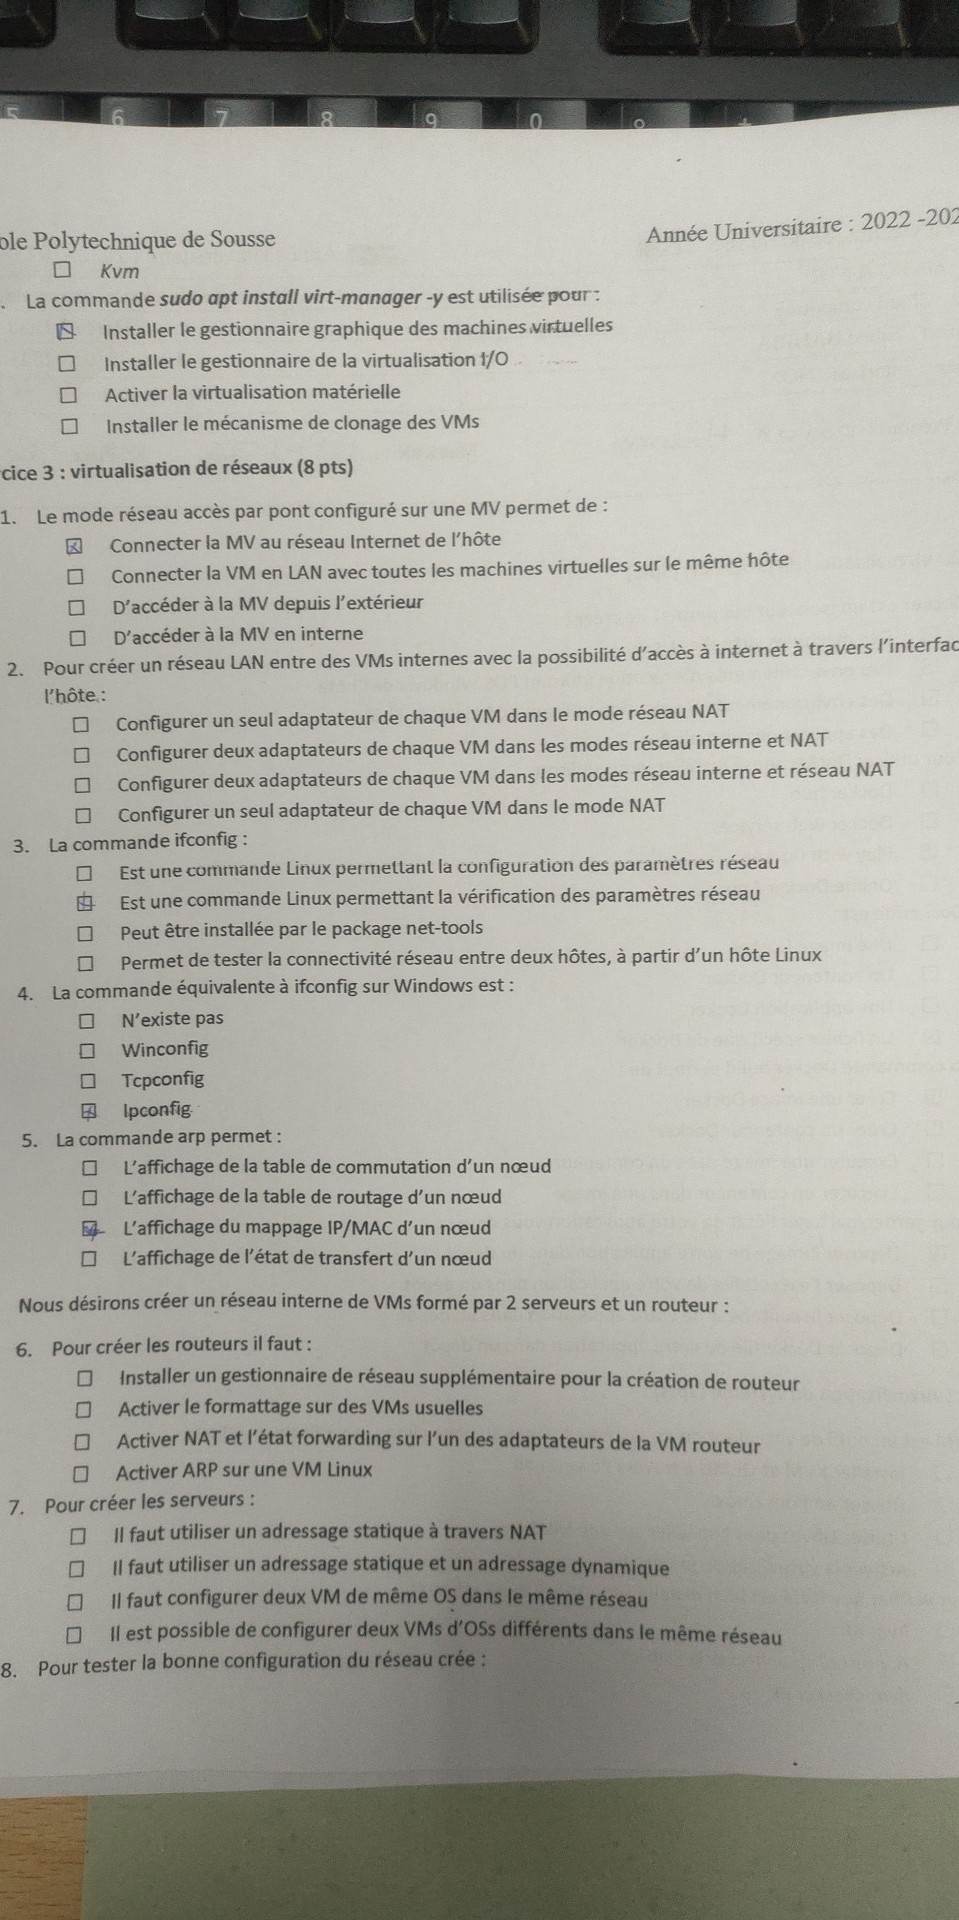 5 6 7 8 9 0 °
ole Polytechnique de Sousse
Année Universitaire : 2022 -202
☐ Kvm
. La commande sudo apt install virt-manager -y est utilisée pour :
☒ Installer le gestionnaire graphique des machines virtuelles
☐ Installer le gestionnaire de la virtualisation I/O
☐ Activer la virtualisation matérielle
☐ Installer le mécanisme de clonage des VMs
cice 3 : virtualisation de réseaux (8 pts)
1. Le mode réseau accès par pont configuré sur une MV permet de :
☒ Connecter la MV au réseau Internet de l'hôte
☐ Connecter la VM en LAN avec toutes les machines virtuelles sur le même hôte
☐ D'accéder à la MV depuis l'extérieur
☐ D'accéder à la MV en interne
2. Pour créer un réseau LAN entre des VMs internes avec la possibilité d'accès à internet à travers l'interfac
l'hôte :
☐ Configurer un seul adaptateur de chaque VM dans le mode réseau NAT
☐ Configurer deux adaptateurs de chaque VM dans les modes réseau interne et NAT
☐ Configurer deux adaptateurs de chaque VM dans les modes réseau interne et réseau NAT
☐ Configurer un seul adaptateur de chaque VM dans le mode NAT
3. La commande ifconfig :
☐ Est une commande Linux permettant la configuration des paramètres réseau
☒ Est une commande Linux permettant la vérification des paramètres réseau
☐ Peut être installée par le package net-tools
☐ Permet de tester la connectivité réseau entre deux hôtes, à partir d'un hôte Linux
4. La commande équivalente à ifconfig sur Windows est :
☐ N'existe pas
☐ Winconfig
☐ Tcpconfig
☒ Ipconfig
5. La commande arp permet :
☐ L'affichage de la table de commutation d'un nœud
☐ L'affichage de la table de routage d'un nœud
☒ L'affichage du mappage IP/MAC d'un nœud
☐ L'affichage de l'état de transfert d'un nœud
Nous désirons créer un réseau interne de VMs formé par 2 serveurs et un routeur :
6. Pour créer les routeurs il faut :
☐ Installer un gestionnaire de réseau supplémentaire pour la création de routeur
☐ Activer le formattage sur des VMs usuelles
☐ Activer NAT et l'état forwarding sur l'un des adaptateurs de la VM routeur
☐ Activer ARP sur une VM Linux
7. Pour créer les serveurs :
☐ Il faut utiliser un adressage statique à travers NAT
☐ Il faut utiliser un adressage statique et un adressage dynamique
☐ Il faut configurer deux VM de même OS dans le même réseau
☐ Il est possible de configurer deux VMs d'OSs différents dans le même réseau
8. Pour tester la bonne configuration du réseau crée :